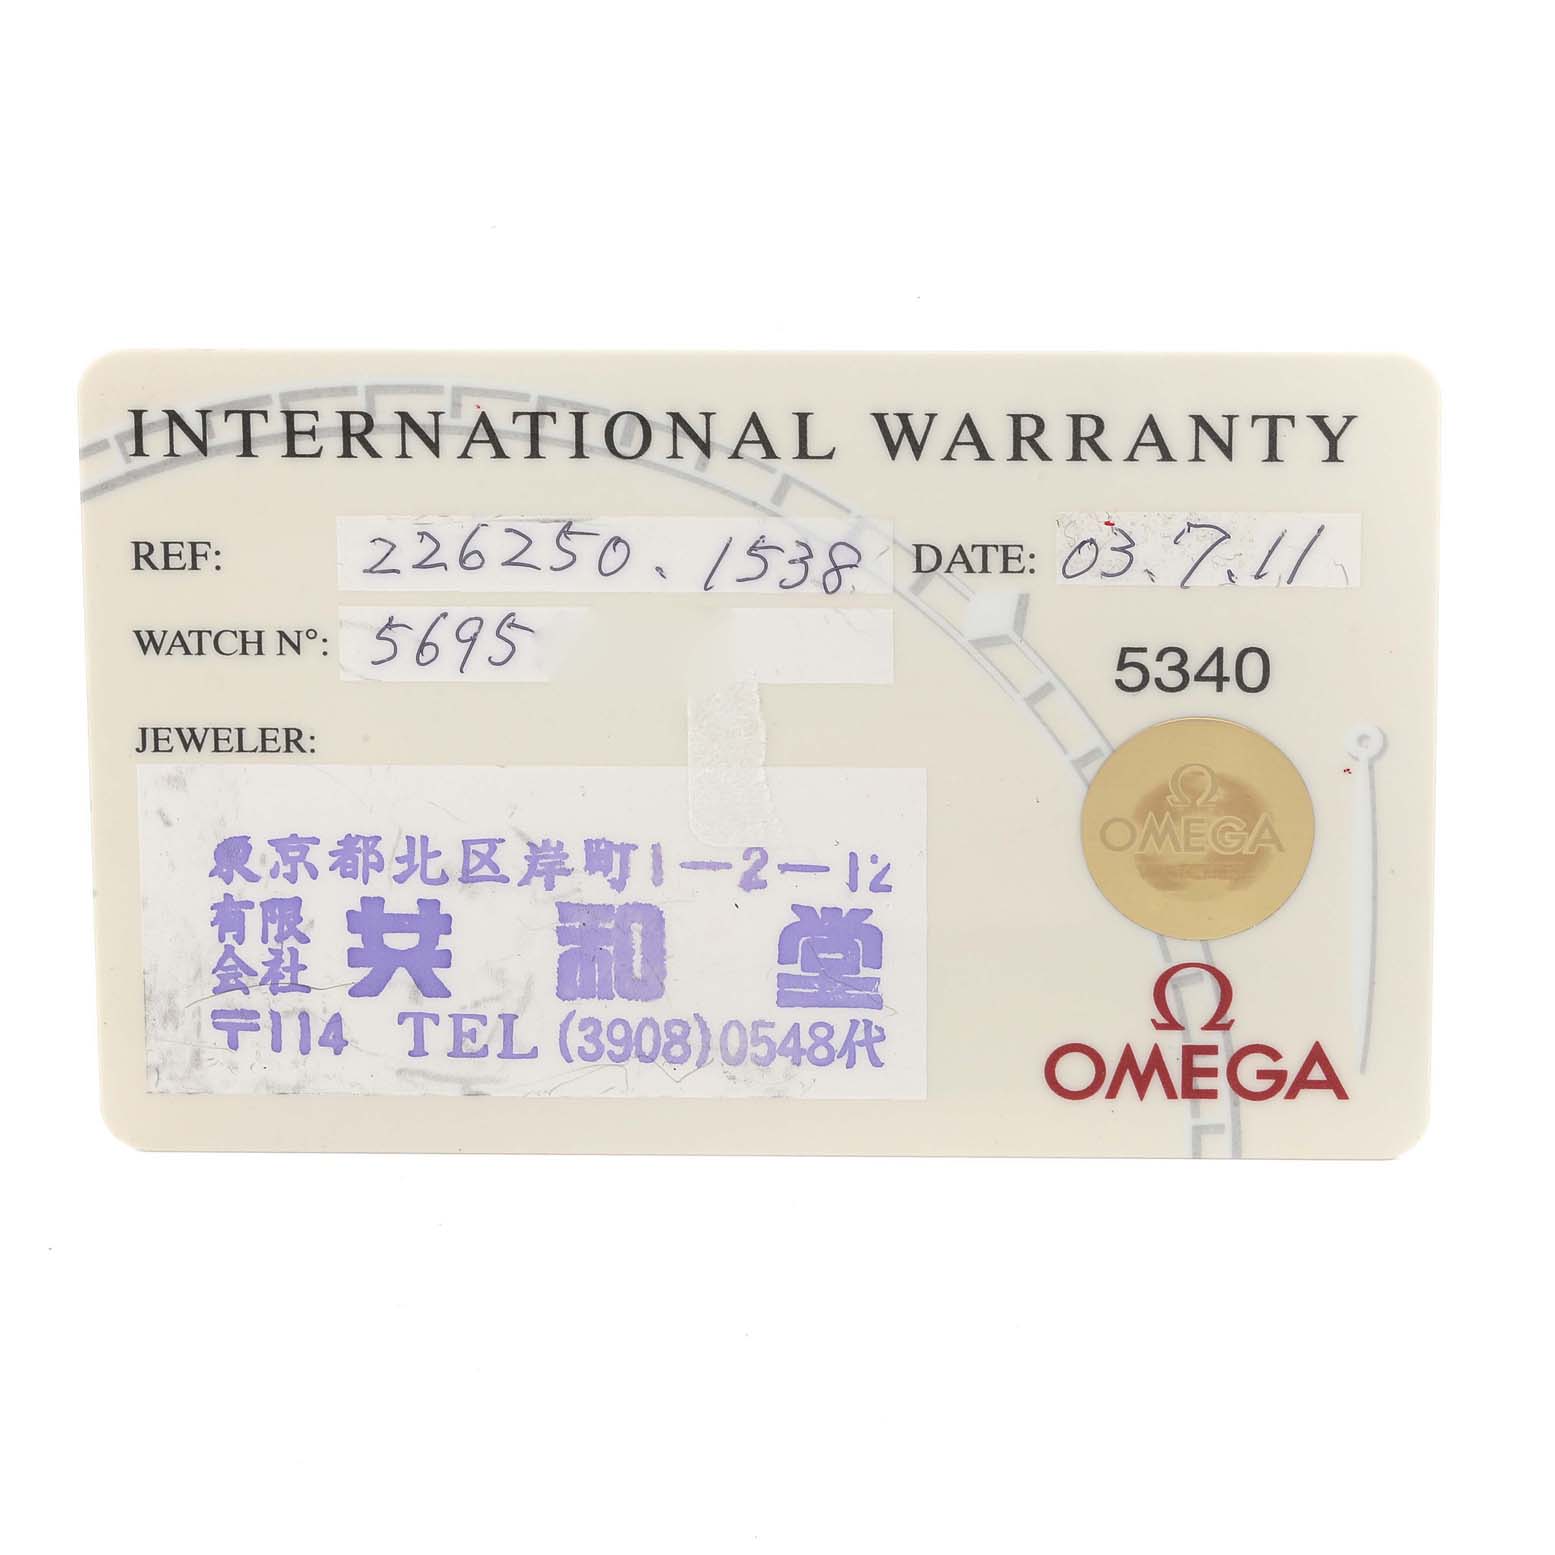 INTERNATIONAL WARRANTY
REF: 226250.1538 DATE: 03.7.11
WATCH N°: 5695
5340
JEWELER:
Ω
OMEGA
東京都北区岸町1-2-12
有限会社 共和堂
〒114 TEL (3908)0548代
Ω
OMEGA